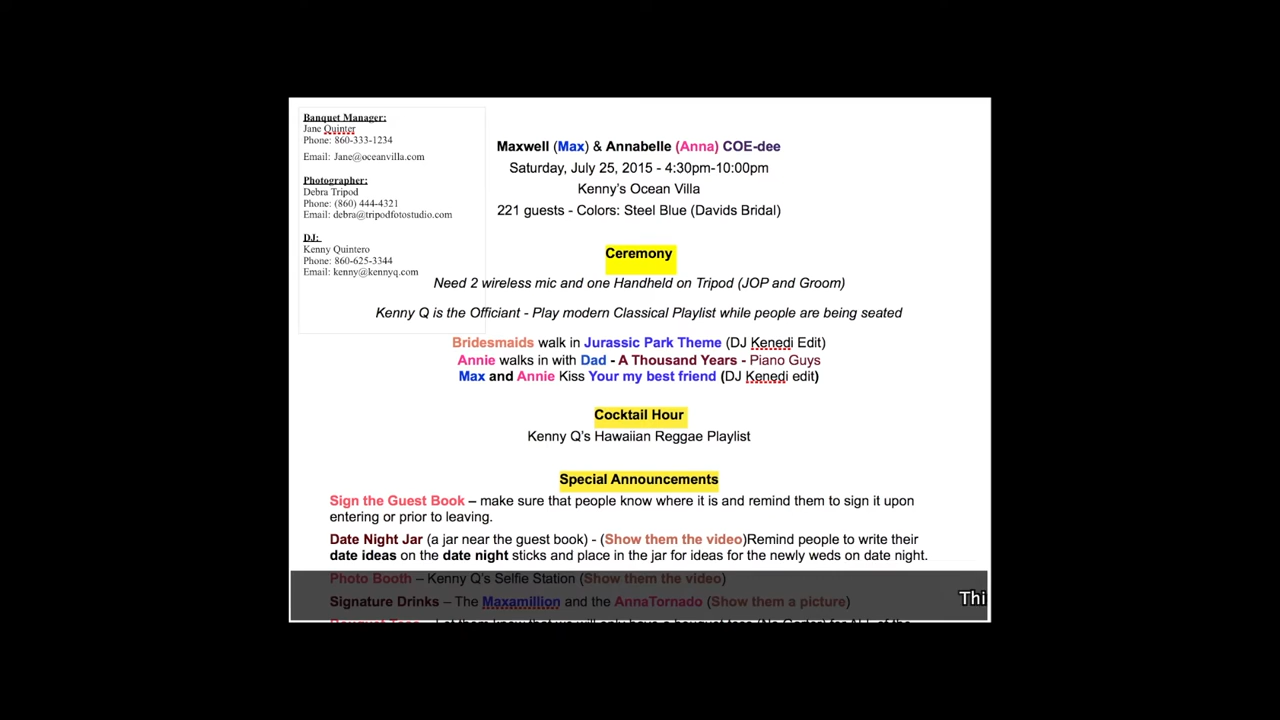 Banquet Manager:
Jane Quinter
Phone: 860-333-1234
Email: Jane@oceanvilla.com
Photographer:
Debra Tripod
Phone: (860) 444-4321
Email: debra@tripodfotostudio.com
DJ:
Kenny Quintero
Phone: 860-625-3344
Email: kenny@kennyq.com
Maxwell (Max) & Annabelle (Anna) COE-dee
Saturday, July 25, 2015 - 4:30pm-10:00pm
Kenny's Ocean Villa
221 guests - Colors: Steel Blue (Davids Bridal)
Ceremony
Need 2 wireless mic and one Handheld on Tripod (JOP and Groom)
Kenny Q is the Officiant - Play modern Classical Playlist while people are being seated
Bridesmaids walk in Jurassic Park Theme (DJ Kenedi Edit)
Annie walks in with Dad - A Thousand Years - Piano Guys
Max and Annie Kiss Your my best friend (DJ Kenedi edit)
Cocktail Hour
Kenny Q's Hawaiian Reggae Playlist
Special Announcements
Sign the Guest Book – make sure that people know where it is and remind them to sign it upon
entering or prior to leaving.
Date Night Jar (a jar near the guest book) - (Show them the video)Remind people to write their
date ideas on the date night sticks and place in the jar for ideas for the newly weds on date night.
Photo Booth – Kenny Q's Selfie Station (Show them the video)
Signature Drinks – The Maxamillion and the AnnaTornado (Show them a picture)
Thi